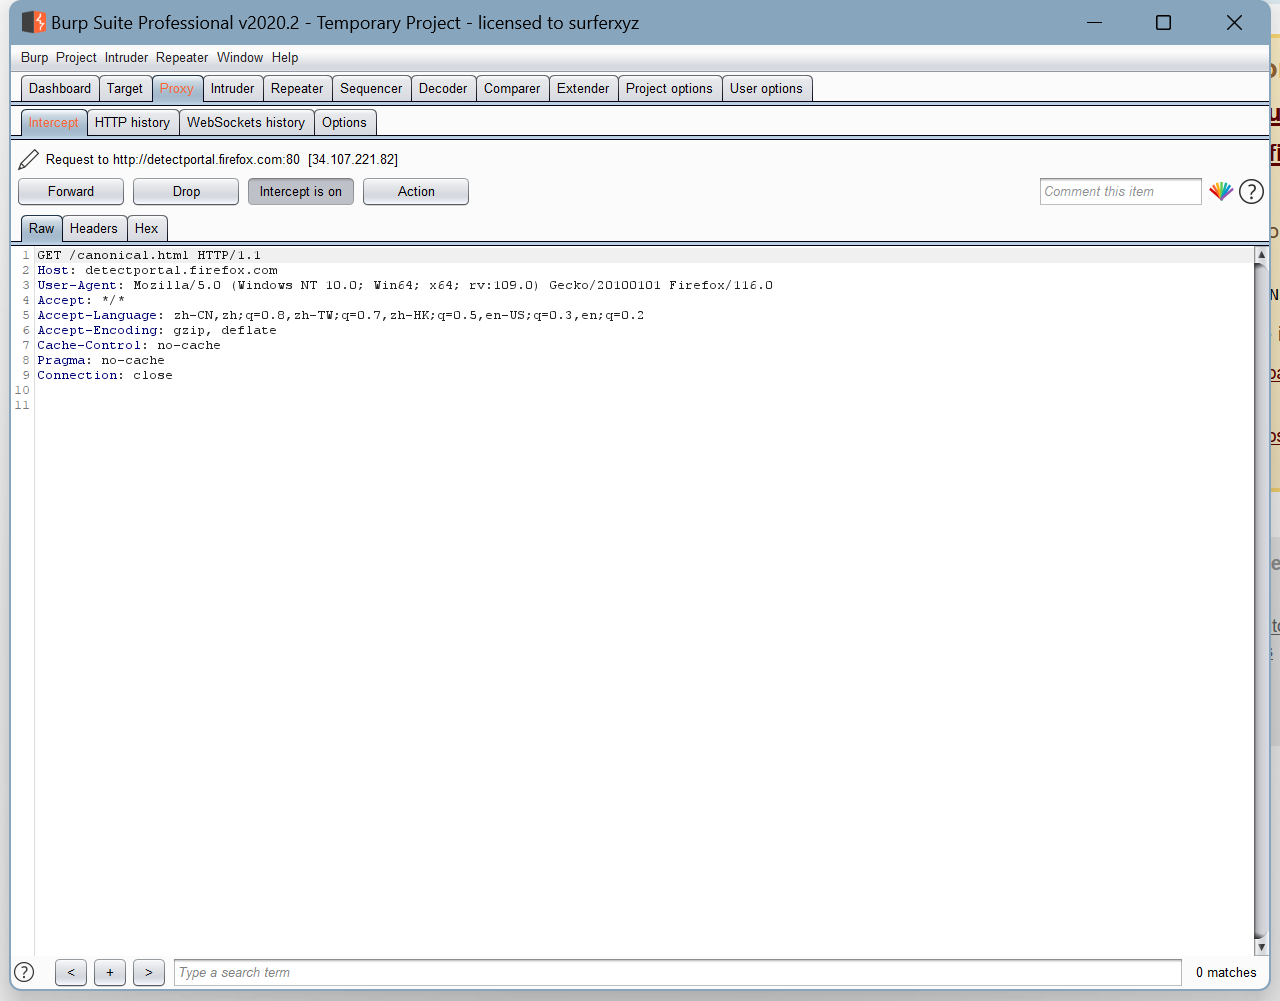 Burp Suite Professional v2020.2 - Temporary Project - licensed to surferxyz
Burp Project Intruder Repeater Window Help
Dashboard Target Proxy Intruder Repeater Sequencer Decoder Comparer Extender Project options User options
Intercept HTTP history WebSockets history Options
Request to http://detectportal.firefox.com:80 [34.107.221.82]
Forward Drop Intercept is on Action Comment this item ?
Raw Headers Hex
1 GET /canonical.html HTTP/1.1
2 Host: detectportal.firefox.com
3 User-Agent: Mozilla/5.0 (Windows NT 10.0; Win64; x64; rv:109.0) Gecko/20100101 Firefox/116.0
4 Accept: */*
5 Accept-Language: zh-CN,zh;q=0.8,zh-TW;q=0.7,zh-HK;q=0.5,en-US;q=0.3,en;q=0.2
6 Accept-Encoding: gzip, deflate
7 Cache-Control: no-cache
8 Pragma: no-cache
9 Connection: close
10
11
? < + > Type a search term 0 matches